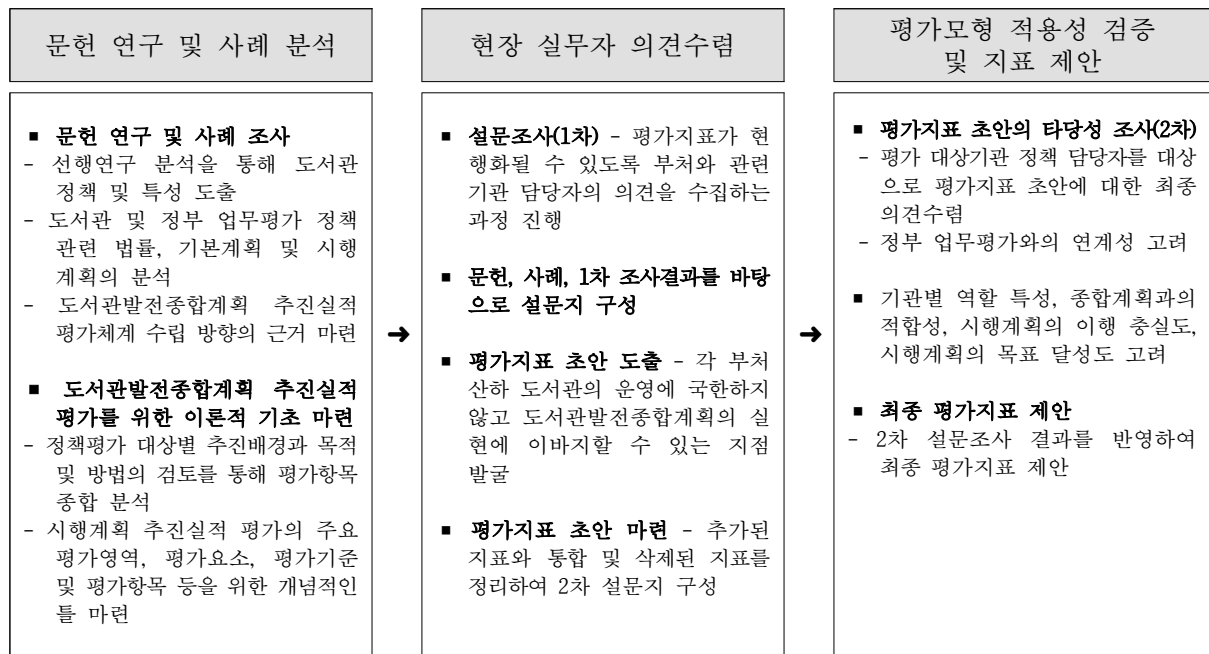 문헌 연구 및 사례 분석
■ 문헌 연구 및 사례 조사
- 선행연구 분석을 통해 도서관
정책 및 특성 도출
- 도서관 및 정부 업무평가 정책
관련 법률, 기본계획 및 시행
계획의 분석
- 도서관발전종합계획 추진실적
평가체계 수립 방향의 근거 마련
■ 도서관발전종합계획 추진실적
평가를 위한 이론적 기초 마련
- 정책평가 대상별 추진배경과 목적
및 방법의 검토를 통해 평가항목
종합 분석
- 시행계획 추진실적 평가의 주요
평가영역, 평가요소, 평가기준
및 평가항목 등을 위한 개념적인
틀 마련
➜
현장 실무자 의견수렴
■ 설문조사(1차) - 평가지표가 현
행화될 수 있도록 부처와 관련
기관 담당자의 의견을 수집하는
과정 진행
■ 문헌, 사례, 1차 조사결과를 바탕
으로 설문지 구성
■ 평가지표 초안 도출 - 각 부처
산하 도서관의 운영에 국한하지
않고 도서관발전종합계획의 실
현에 이바지할 수 있는 지점
발굴
■ 평가지표 초안 마련 - 추가된
지표와 통합 및 삭제된 지표를
정리하여 2차 설문지 구성
➜
평가모형 적용성 검증
및 지표 제안
■ 평가지표 초안의 타당성 조사(2차)
- 평가 대상기관 정책 담당자를 대상
으로 평가지표 초안에 대한 최종
의견수렴
- 정부 업무평가와의 연계성 고려
■ 기관별 역할 특성, 종합계획과의
적합성, 시행계획의 이행 충실도,
시행계획의 목표 달성도 고려
■ 최종 평가지표 제안
- 2차 설문조사 결과를 반영하여
최종 평가지표 제안